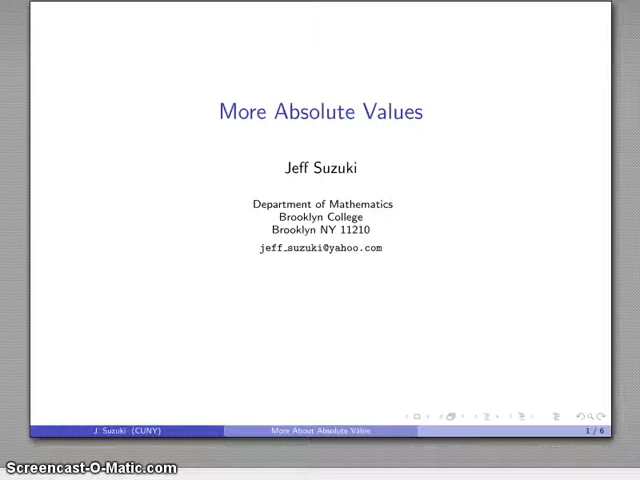 More Absolute Values
Jeff Suzuki
Department of Mathematics
Brooklyn College
Brooklyn NY 11210
jeff_suzuki@yahoo.com
J. Suzuki (CUNY)
More About Absolute Value
1 / 6
Screencast-O-Matic.com